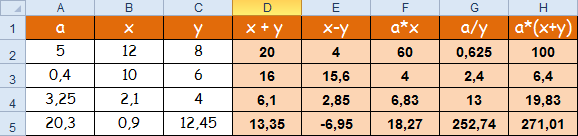 A B C D E F G H
1 a x y x + y x-y a*x a/y a*(x+y)
2 5 12 8 20 4 60 0,625 100
3 0,4 10 6 16 15,6 4 2,4 6,4
4 3,25 2,1 4 6,1 2,85 6,83 13 19,83
5 20,3 0,9 12,45 13,35 -6,95 18,27 252,74 271,01